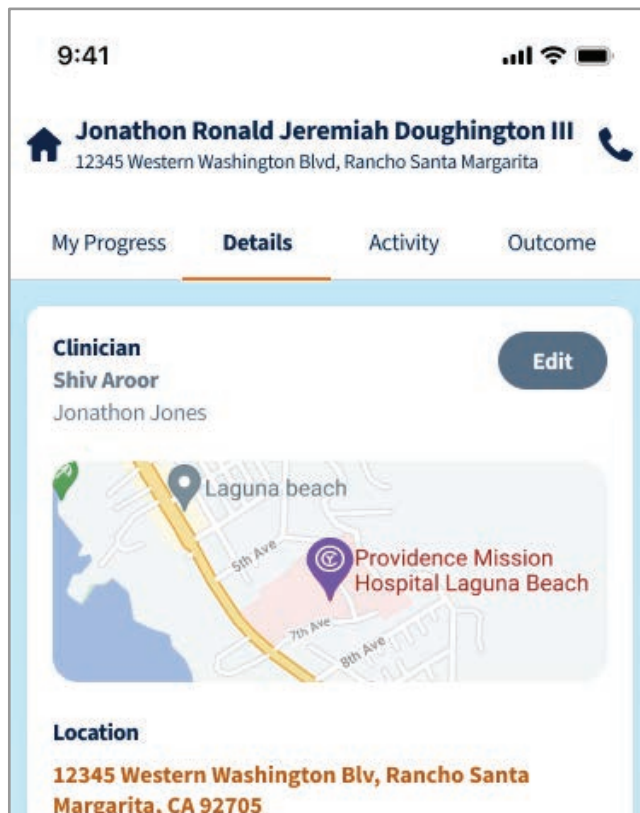 9:41
Jonathon Ronald Jeremiah Doughington III
12345 Western Washington Blvd, Rancho Santa Margarita
My Progress Details Activity Outcome
Clinician
Edit
Shiv Aroor
Jonathon Jones
Laguna beach
5th Ave
Providence Mission
Hospital Laguna Beach
7th Ave
8th Ave
Location
12345 Western Washington Blv, Rancho Santa
Margarita, CA 92705